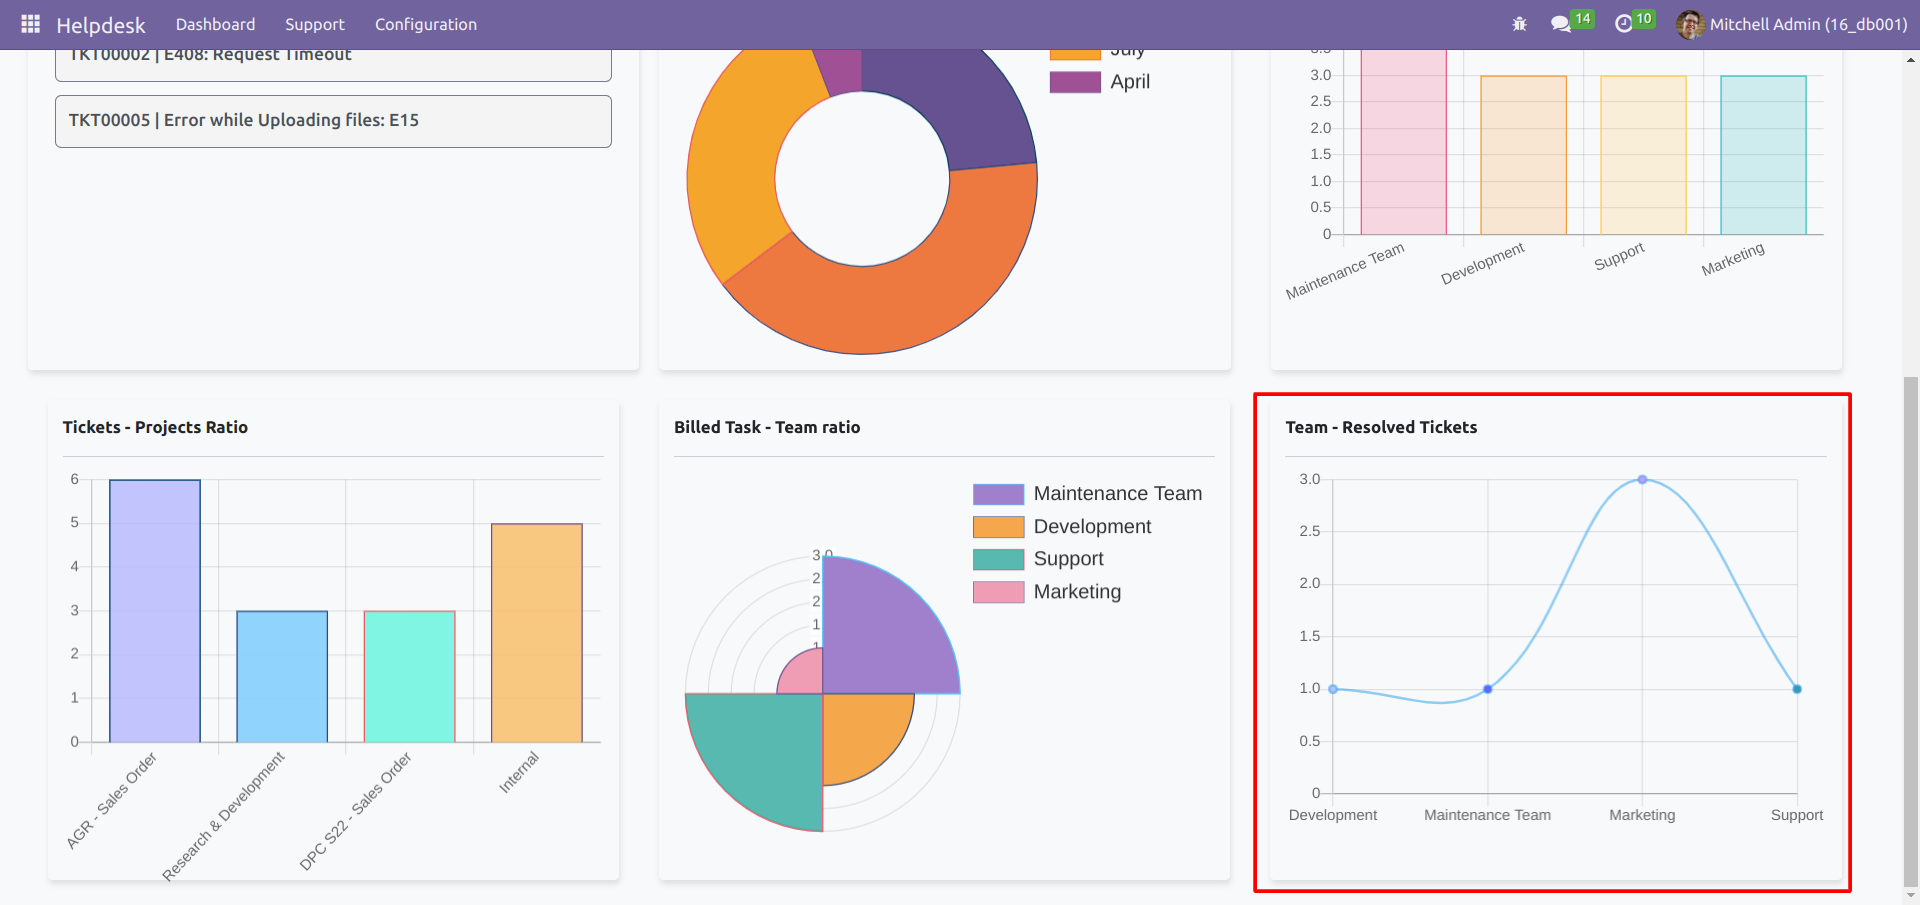 Helpdesk Dashboard Support Configuration 14 10 Mitchell Admin (16_db001)
TKT00002 | E408: Request Timeout
TKT00005 | Error while Uploading files: E15
July
April
3.5
3.0
2.5
2.0
1.5
1.0
0.5
0
Maintenance Team Development Support Marketing
Tickets - Projects Ratio
6
5
4
3
2
1
0
AGR - Sales Order Research & Development DPC S22 - Sales Order Internal
Billed Task - Team ratio
Maintenance Team
Development
Support
Marketing
3.0
2
2
1
1
Team - Resolved Tickets
3.0
2.5
2.0
1.5
1.0
0.5
0
Development Maintenance Team Marketing Support